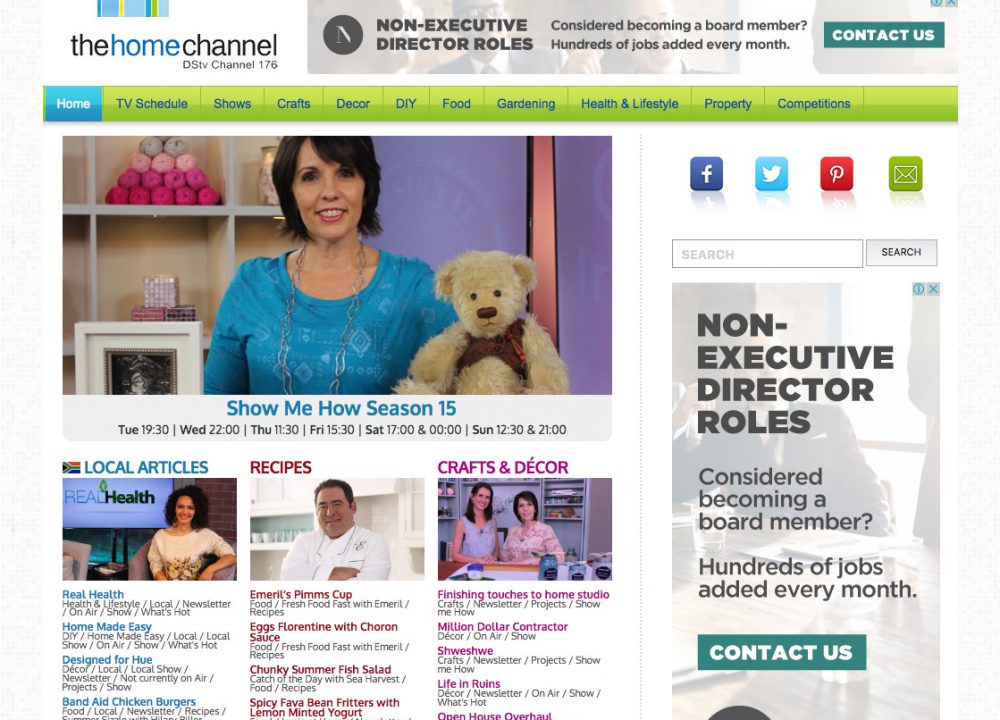 thehomechannel
DStv Channel 176
N
NON-EXECUTIVE
DIRECTOR ROLES
Considered becoming a board member?
Hundreds of jobs added every month.
CONTACT US
Home
TV Schedule
Shows
Crafts
Decor
DIY
Food
Gardening
Health & Lifestyle
Property
Competitions
Show Me How Season 15
Tue 19:30 | Wed 22:00 | Thu 11:30 | Fri 15:30 | Sat 17:00 & 00:00 | Sun 12:30 & 21:00
LOCAL ARTICLES
REAL Health
Real Health
Health & Lifestyle / Local / Newsletter
/ On Air / Show / What's Hot
Home Made Easy
DIY / Home Made Easy / Local / Local
Show / On Air / Show / What's Hot
Designed for Hue
Décor / Local / Local Show /
Newsletter / Not currently on Air /
Projects / Show
Band Aid Chicken Burgers
Food / Local / Newsletter / Recipes /
Summer Sizzle with Hilary Biller
RECIPES
Emeril's Pimms Cup
Food / Fresh Food Fast with Emeril /
Recipes
Eggs Florentine with Choron
Sauce
Food / Fresh Food Fast with Emeril /
Recipes
Chunky Summer Fish Salad
Catch of the Day with Sea Harvest /
Food / Recipes
Spicy Fava Bean Fritters with
Lemon Minted Yogurt
CRAFTS & DÉCOR
Finishing touches to home studio
Crafts / Newsletter / Projects / Show
me How
Million Dollar Contractor
Décor / On Air / Show
Shweshwe
Crafts / Newsletter / Projects / Show
me How
Life in Ruins
Décor / Newsletter / On Air / Show /
What's Hot
Open House Overhaul
f
SEARCH
SEARCH
NON-
EXECUTIVE
DIRECTOR
ROLES
Considered
becoming a
board member?
Hundreds of jobs
added every month.
CONTACT US